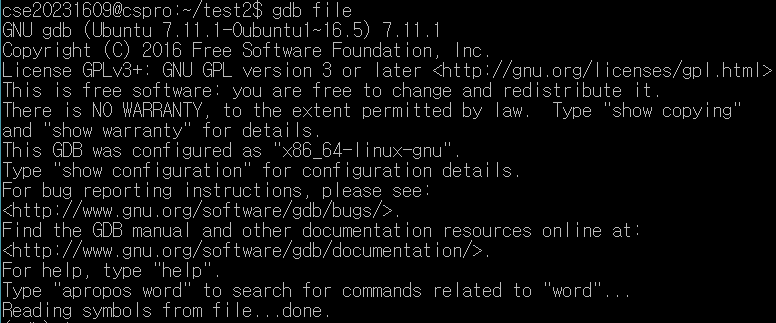 cse20231609@cspro:~/test2$ gdb file
GNU gdb (Ubuntu 7.11.1-0ubuntu1~16.5) 7.11.1
Copyright (C) 2016 Free Software Foundation, Inc.
License GPLv3+: GNU GPL version 3 or later <http://gnu.org/licenses/gpl.html>
This is free software: you are free to change and redistribute it.
There is NO WARRANTY, to the extent permitted by law.  Type "show copying"
and "show warranty" for details.
This GDB was configured as "x86_64-linux-gnu".
Type "show configuration" for configuration details.
For bug reporting instructions, please see:
<http://www.gnu.org/software/gdb/bugs/>.
Find the GDB manual and other documentation resources online at:
<http://www.gnu.org/software/gdb/documentation/>.
For help, type "help".
Type "apropos word" to search for commands related to "word"...
Reading symbols from file...done.